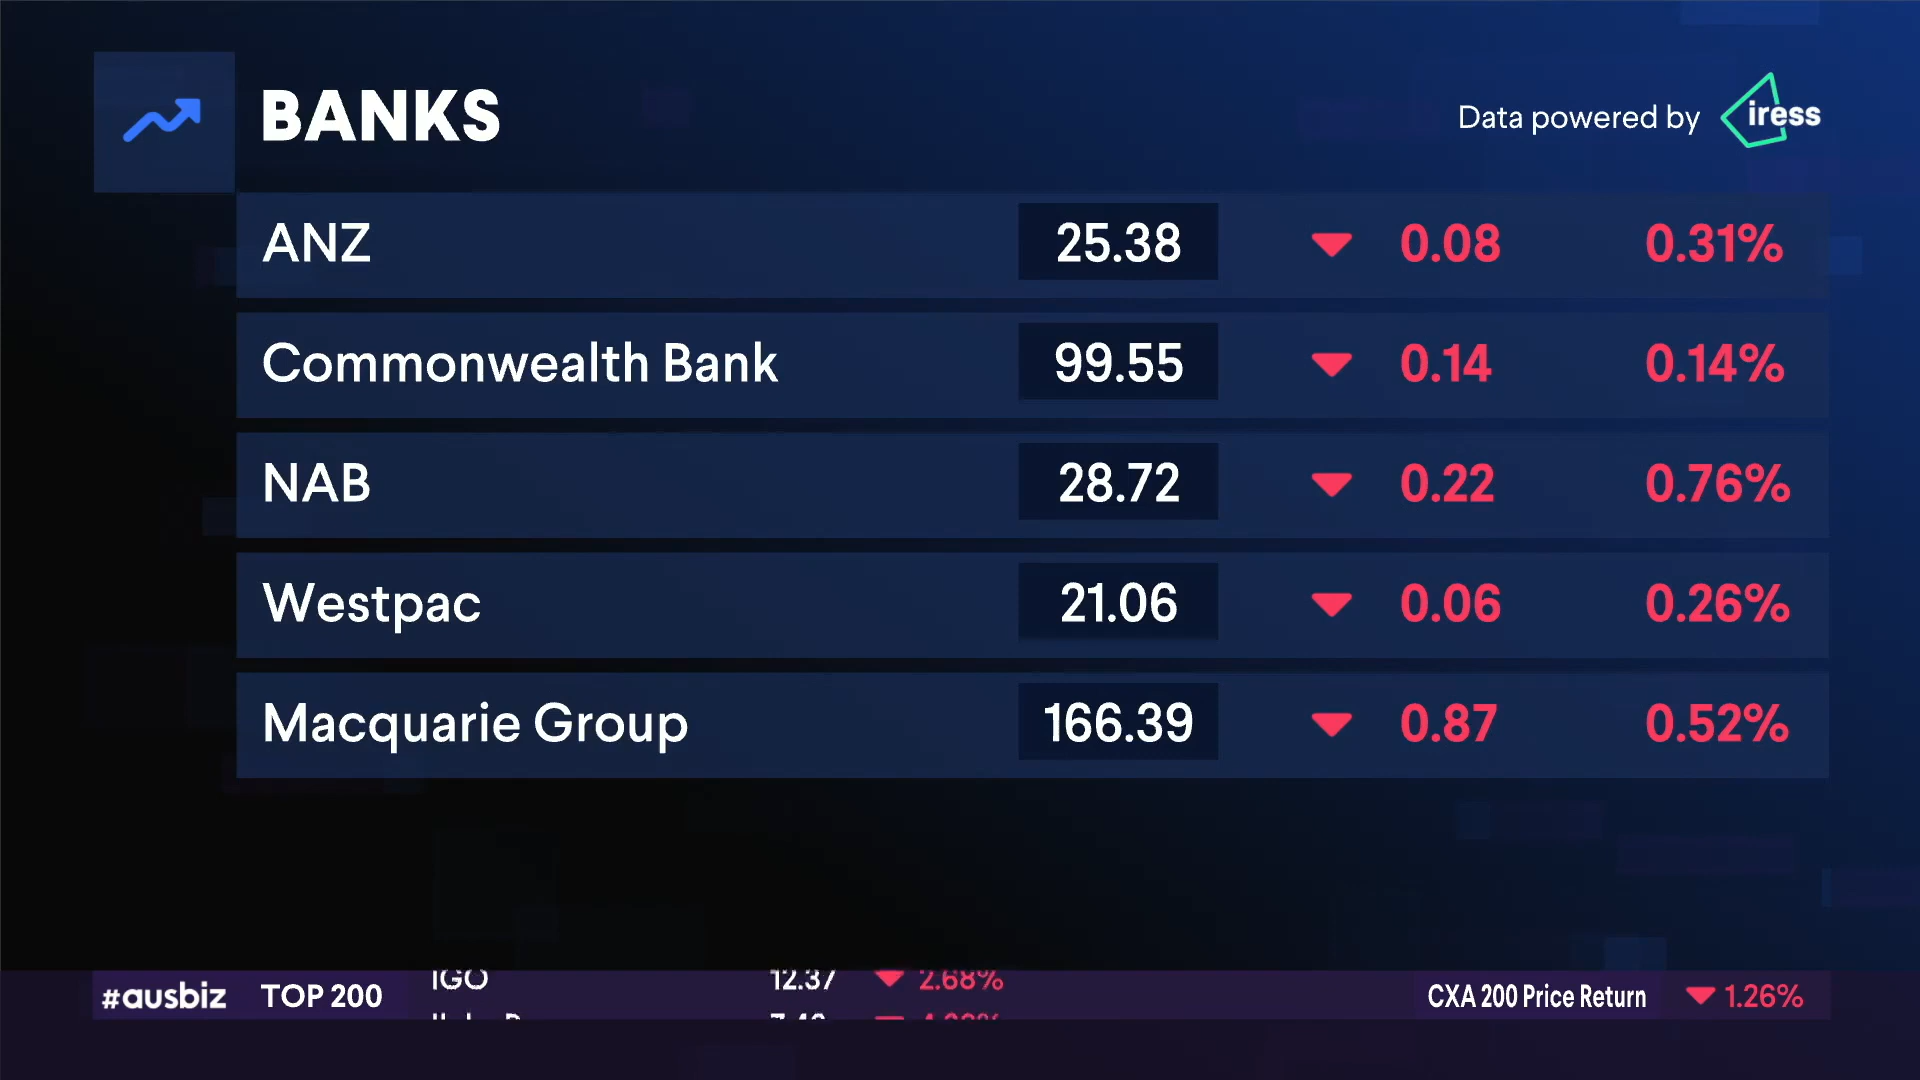 BANKS
Data powered by iress
ANZ 25.38 ▼ 0.08 0.31%
Commonwealth Bank 99.55 ▼ 0.14 0.14%
NAB 28.72 ▼ 0.22 0.76%
Westpac 21.06 ▼ 0.06 0.26%
Macquarie Group 166.39 ▼ 0.87 0.52%
#ausbiz TOP 200 IGO 12.37 ▼ 2.68% CXA 200 Price Return ▼ 1.26%